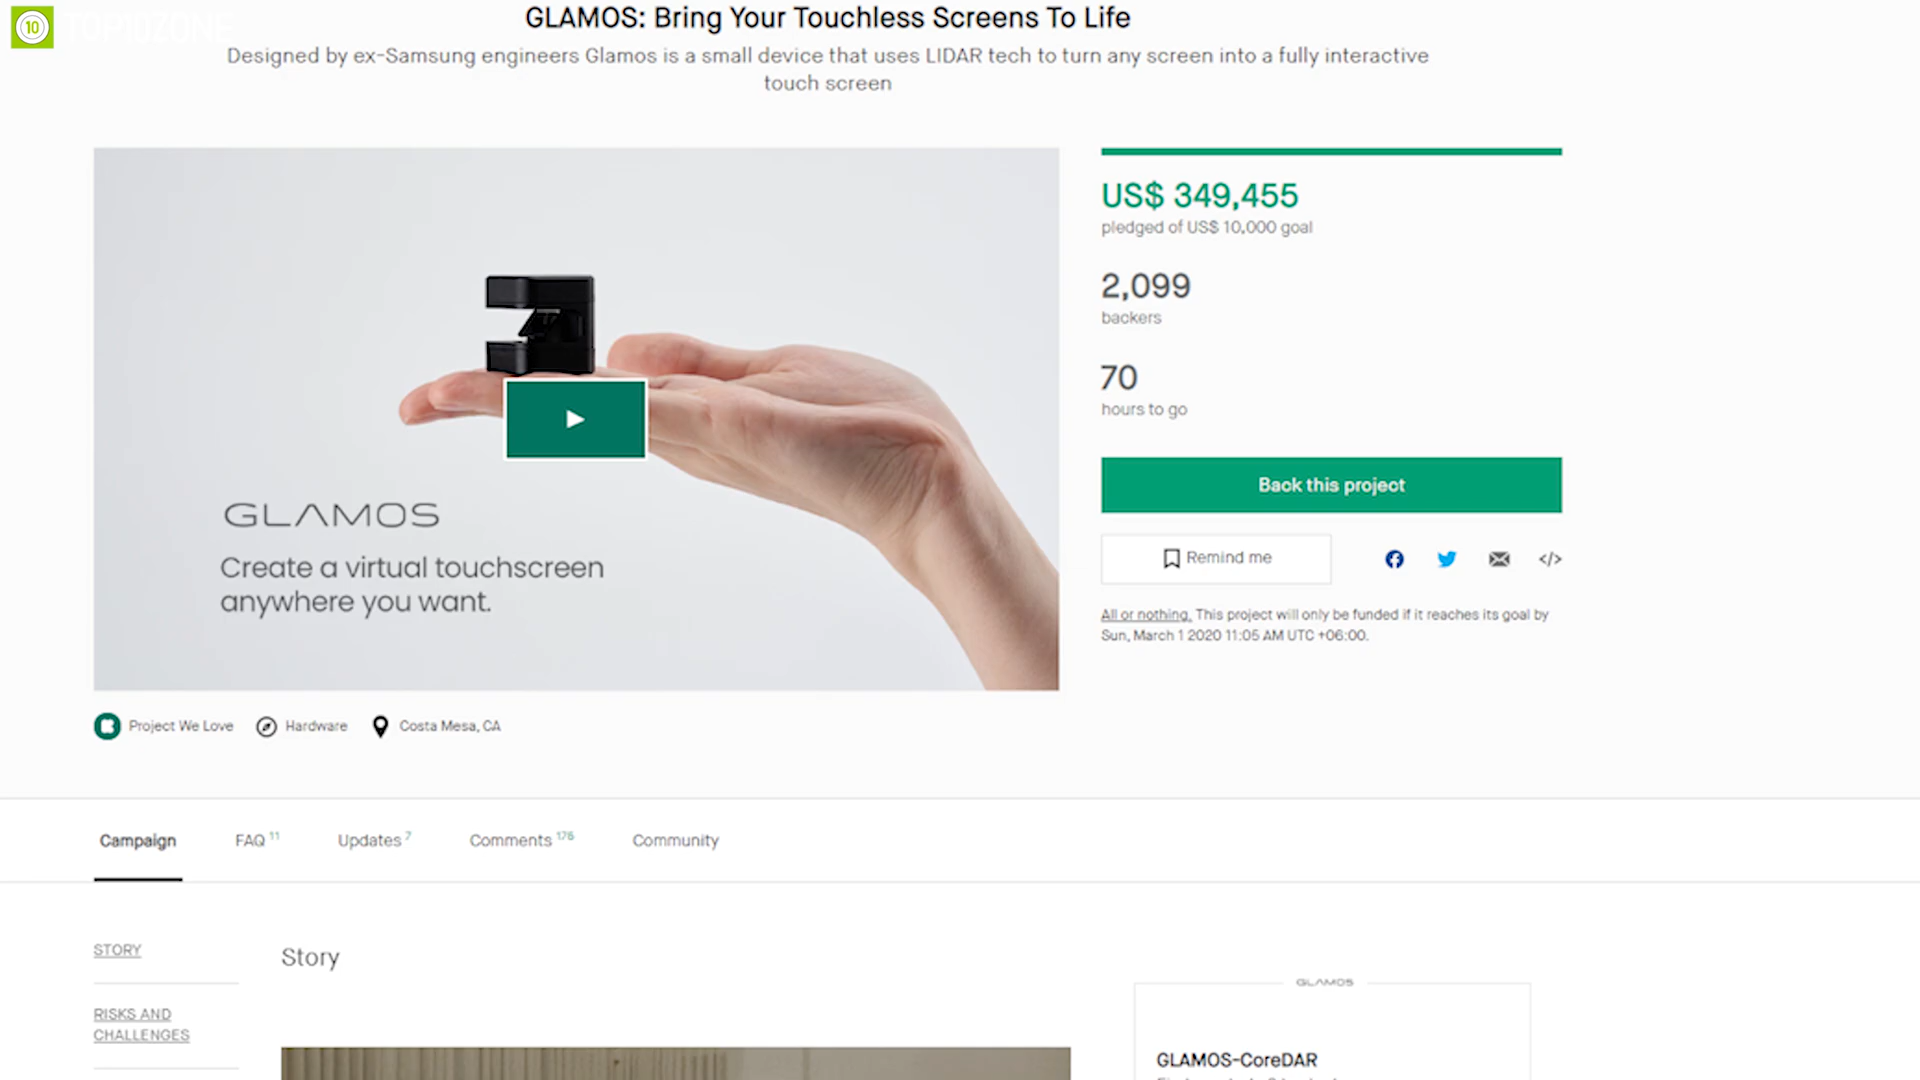 10 TOP10ZONE
GLAMOS: Bring Your Touchless Screens To Life
Designed by ex-Samsung engineers Glamos is a small device that uses LIDAR tech to turn any screen into a fully interactive
touch screen
GLAMOS
Create a virtual touchscreen
anywhere you want.
US$ 349,455
pledged of US$ 10,000 goal
2,099
backers
70
hours to go
Back this project
Remind me
</>
All or nothing. This project will only be funded if it reaches its goal by
Sun, March 1 2020 11:05 AM UTC +06:00.
Project We Love Hardware Costa Mesa, CA
Campaign FAQ 11 Updates 7 Comments 176 Community
STORY
RISKS AND
CHALLENGES
Story
GLAMOS
GLAMOS-CoreDAR